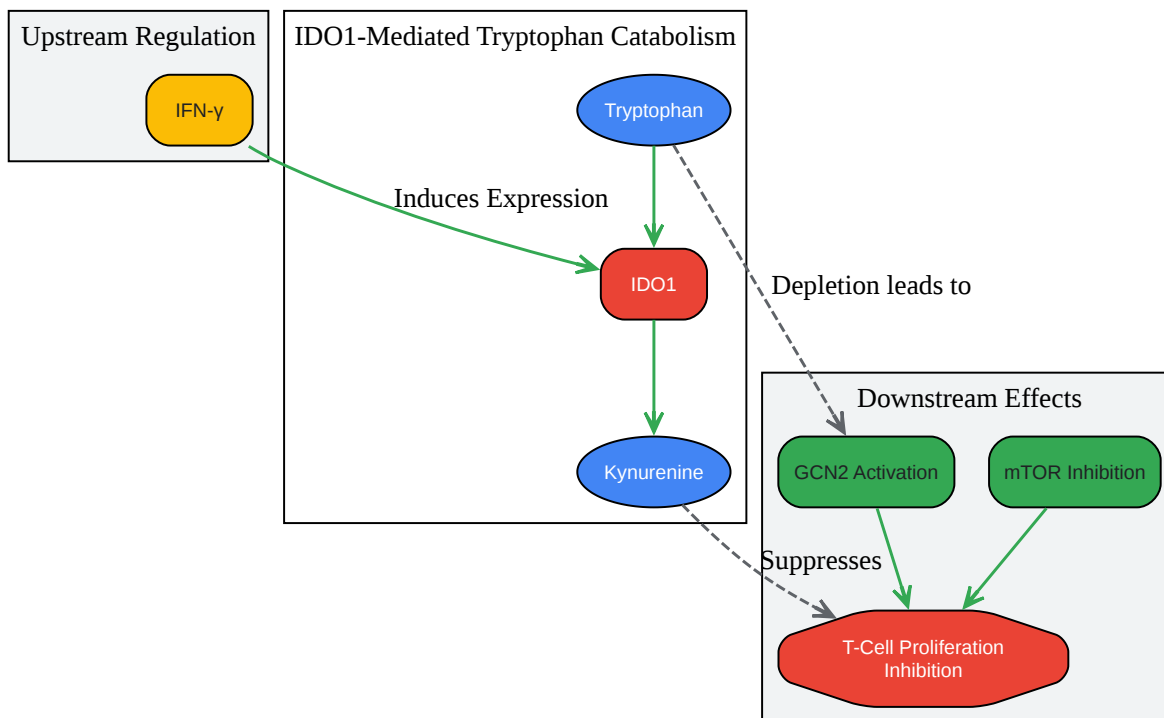 Upstream Regulation
IDO1-Mediated Tryptophan Catabolism
IFN-γ
Tryptophan
Induces Expression
IDO1
Depletion leads to
Downstream Effects
Kynurenine
GCN2 Activation
mTOR Inhibition
Suppresses
T-Cell Proliferation
Inhibition